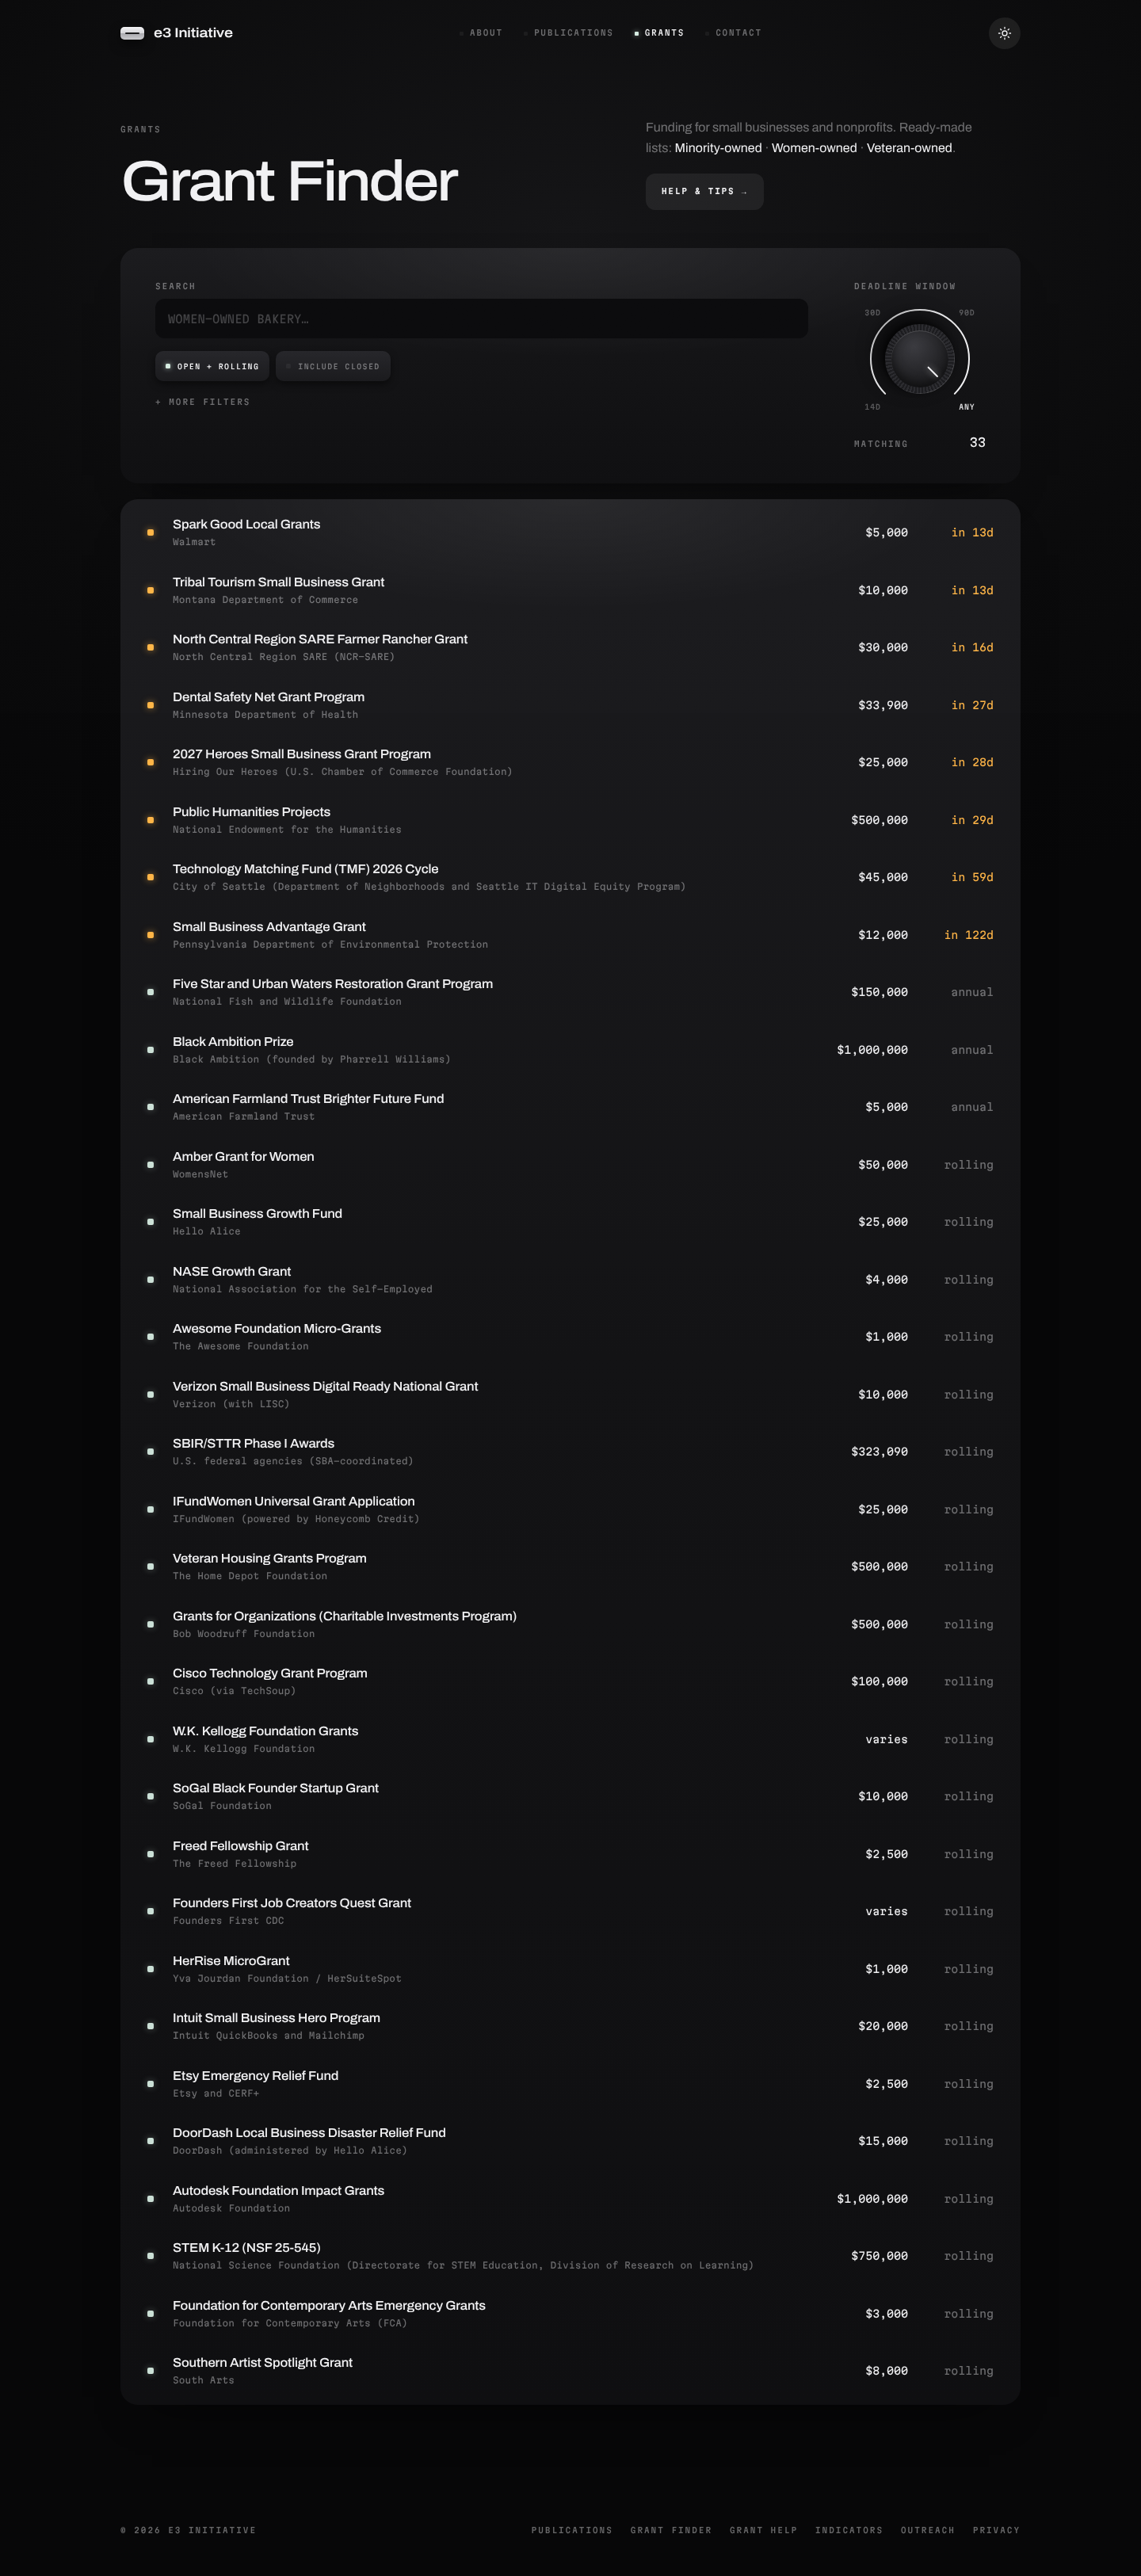 e3 Initiative
ABOUT
PUBLICATIONS
GRANTS
CONTACT
GRANTS
Grant Finder
Funding for small businesses and nonprofits. Ready-made
lists: Minority-owned · Women-owned · Veteran-owned.
HELP & TIPS →
SEARCH
WOMEN-OWNED BAKERY…
OPEN + ROLLING
INCLUDE CLOSED
+ MORE FILTERS
DEADLINE WINDOW
30D
90D
14D
ANY
MATCHING 33
Spark Good Local Grants
Walmart
$5,000 in 13d
Tribal Tourism Small Business Grant
Montana Department of Commerce
$10,000 in 13d
North Central Region SARE Farmer Rancher Grant
North Central Region SARE (NCR-SARE)
$30,000 in 16d
Dental Safety Net Grant Program
Minnesota Department of Health
$33,900 in 27d
2027 Heroes Small Business Grant Program
Hiring Our Heroes (U.S. Chamber of Commerce Foundation)
$25,000 in 28d
Public Humanities Projects
National Endowment for the Humanities
$500,000 in 29d
Technology Matching Fund (TMF) 2026 Cycle
City of Seattle (Department of Neighborhoods and Seattle IT Digital Equity Program)
$45,000 in 59d
Small Business Advantage Grant
Pennsylvania Department of Environmental Protection
$12,000 in 122d
Five Star and Urban Waters Restoration Grant Program
National Fish and Wildlife Foundation
$150,000 annual
Black Ambition Prize
Black Ambition (founded by Pharrell Williams)
$1,000,000 annual
American Farmland Trust Brighter Future Fund
American Farmland Trust
$5,000 annual
Amber Grant for Women
WomensNet
$50,000 rolling
Small Business Growth Fund
Hello Alice
$25,000 rolling
NASE Growth Grant
National Association for the Self-Employed
$4,000 rolling
Awesome Foundation Micro-Grants
The Awesome Foundation
$1,000 rolling
Verizon Small Business Digital Ready National Grant
Verizon (with LISC)
$10,000 rolling
SBIR/STTR Phase I Awards
U.S. federal agencies (SBA-coordinated)
$323,090 rolling
IFundWomen Universal Grant Application
IFundWomen (powered by Honeycomb Credit)
$25,000 rolling
Veteran Housing Grants Program
The Home Depot Foundation
$500,000 rolling
Grants for Organizations (Charitable Investments Program)
Bob Woodruff Foundation
$500,000 rolling
Cisco Technology Grant Program
Cisco (via TechSoup)
$100,000 rolling
W.K. Kellogg Foundation Grants
W.K. Kellogg Foundation
varies rolling
SoGal Black Founder Startup Grant
SoGal Foundation
$10,000 rolling
Freed Fellowship Grant
The Freed Fellowship
$2,500 rolling
Founders First Job Creators Quest Grant
Founders First CDC
varies rolling
HerRise MicroGrant
Yva Jourdan Foundation / HerSuiteSpot
$1,000 rolling
Intuit Small Business Hero Program
Intuit QuickBooks and Mailchimp
$20,000 rolling
Etsy Emergency Relief Fund
Etsy and CERF+
$2,500 rolling
DoorDash Local Business Disaster Relief Fund
DoorDash (administered by Hello Alice)
$15,000 rolling
Autodesk Foundation Impact Grants
Autodesk Foundation
$1,000,000 rolling
STEM K-12 (NSF 25-545)
National Science Foundation (Directorate for STEM Education, Division of Research on Learning)
$750,000 rolling
Foundation for Contemporary Arts Emergency Grants
Foundation for Contemporary Arts (FCA)
$3,000 rolling
Southern Artist Spotlight Grant
South Arts
$8,000 rolling
© 2026 E3 INITIATIVE
PUBLICATIONS
GRANT FINDER
GRANT HELP
INDICATORS
OUTREACH
PRIVACY